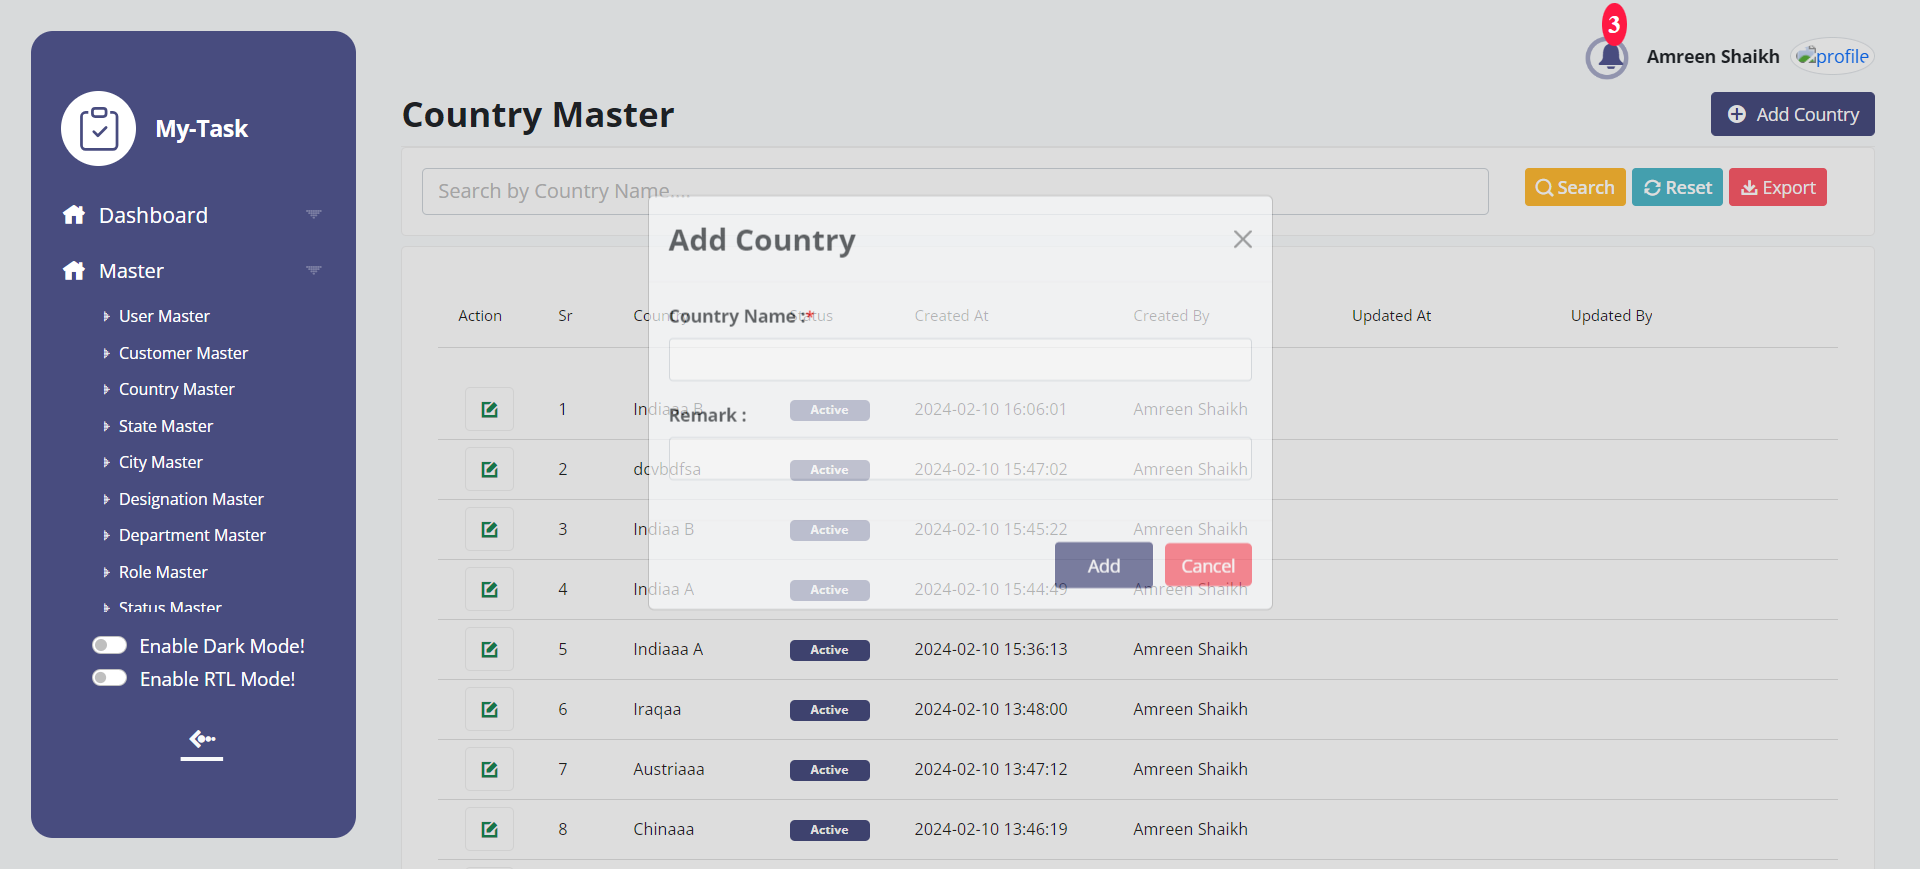 3
Amreen Shaikh
profile
My-Task
Country Master
Add Country
Search by Country Name....
Search
Reset
Export
Dashboard
Master
User Master
Customer Master
Country Master
State Master
City Master
Designation Master
Department Master
Role Master
Status Master
Enable Dark Mode!
Enable RTL Mode!
Add Country
Country Name :*
Remark :
Add
Cancel
Action Sr Country Status Created At Created By Updated At Updated By
1 Indiaaa B Active 2024-02-10 16:06:01 Amreen Shaikh
2 dcvbdfsa Active 2024-02-10 15:47:02 Amreen Shaikh
3 Indiaa B Active 2024-02-10 15:45:22 Amreen Shaikh
4 Indiaa A Active 2024-02-10 15:44:49 Amreen Shaikh
5 Indiaaa A Active 2024-02-10 15:36:13 Amreen Shaikh
6 Iraqaa Active 2024-02-10 13:48:00 Amreen Shaikh
7 Austriaaa Active 2024-02-10 13:47:12 Amreen Shaikh
8 Chinaaa Active 2024-02-10 13:46:19 Amreen Shaikh